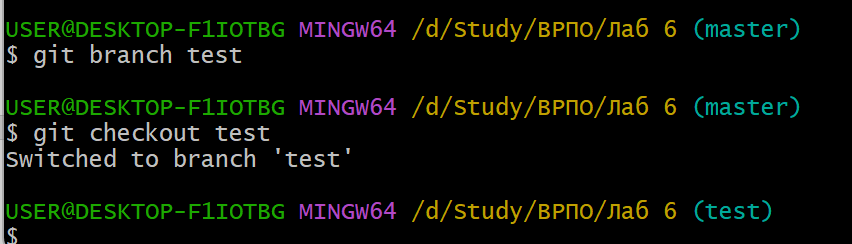 USER@DESKTOP-F1IOTBG MINGW64 /d/Study/ВРПО/Лаб 6 (master)
$ git branch test
USER@DESKTOP-F1IOTBG MINGW64 /d/Study/ВРПО/Лаб 6 (master)
$ git checkout test
Switched to branch 'test'
USER@DESKTOP-F1IOTBG MINGW64 /d/Study/ВРПО/Лаб 6 (test)
$